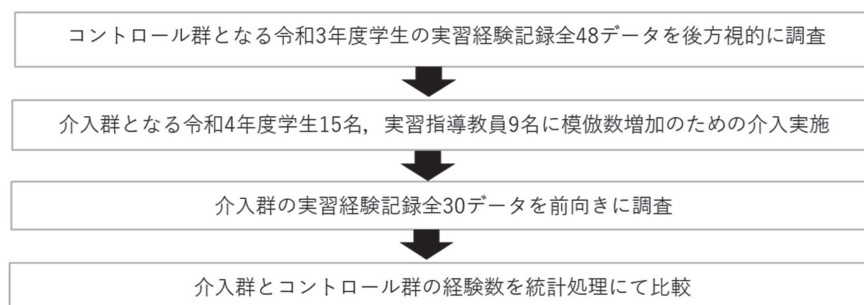 コントロール群となる令和3年度学生の実習経験記録全48データを後方視的に調査
介入群となる令和4年度学生15名，実習指導教員9名に模倣数増加のための介入実施
介入群の実習経験記録全30データを前向きに調査
介入群とコントロール群の経験数を統計処理にて比較